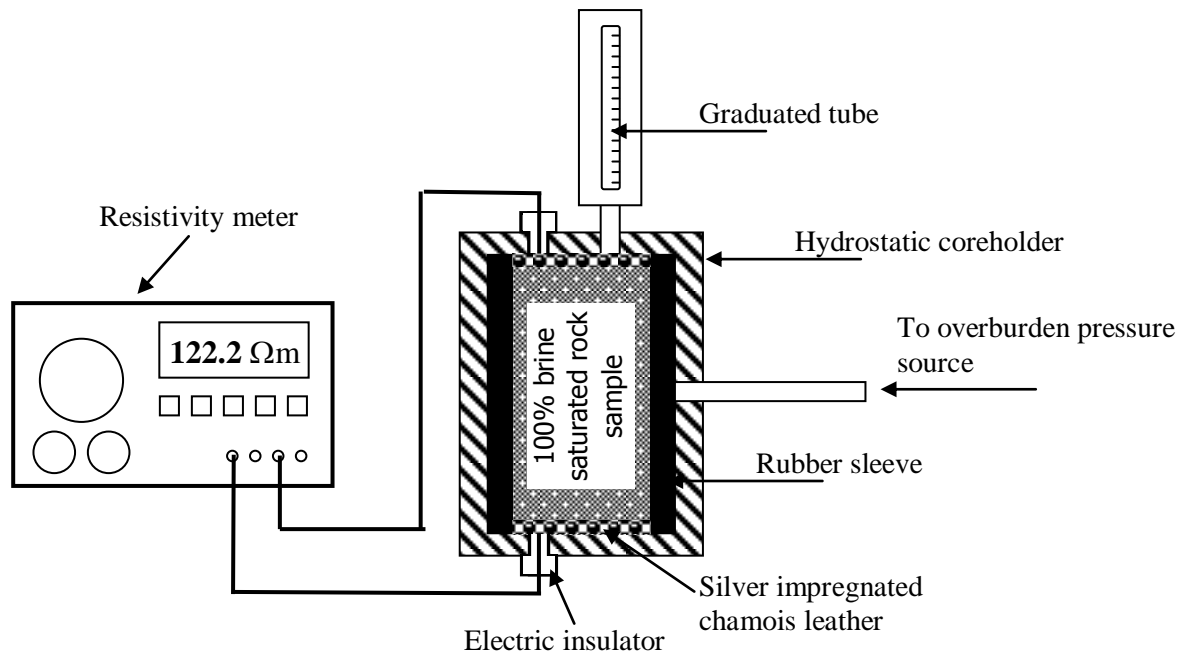 Graduated tube
Resistivity meter
Hydrostatic coreholder
122.2 Ωm
To overburden pressure
source
100% brine
saturated rock
sample
Rubber sleeve
Silver impregnated
chamois leather
Electric insulator